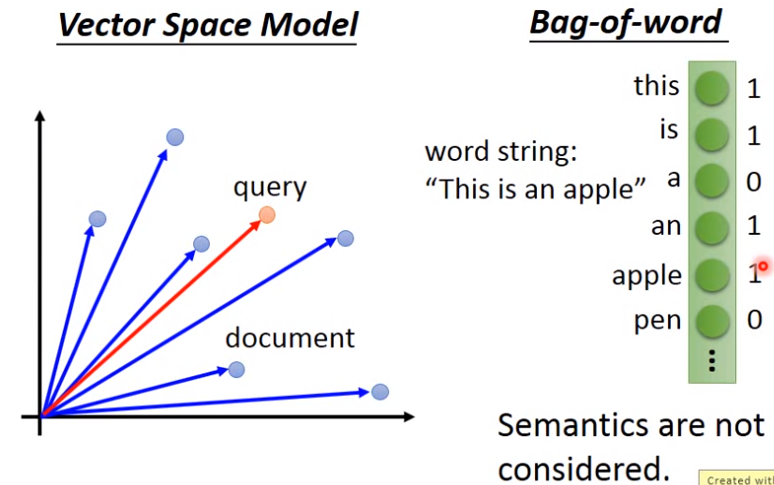 Vector Space Model
query
document
Bag-of-word
word string:
“This is an apple”
this 1
is 1
a 0
an 1
apple 1
pen 0
...
Semantics are not
considered.
Created with